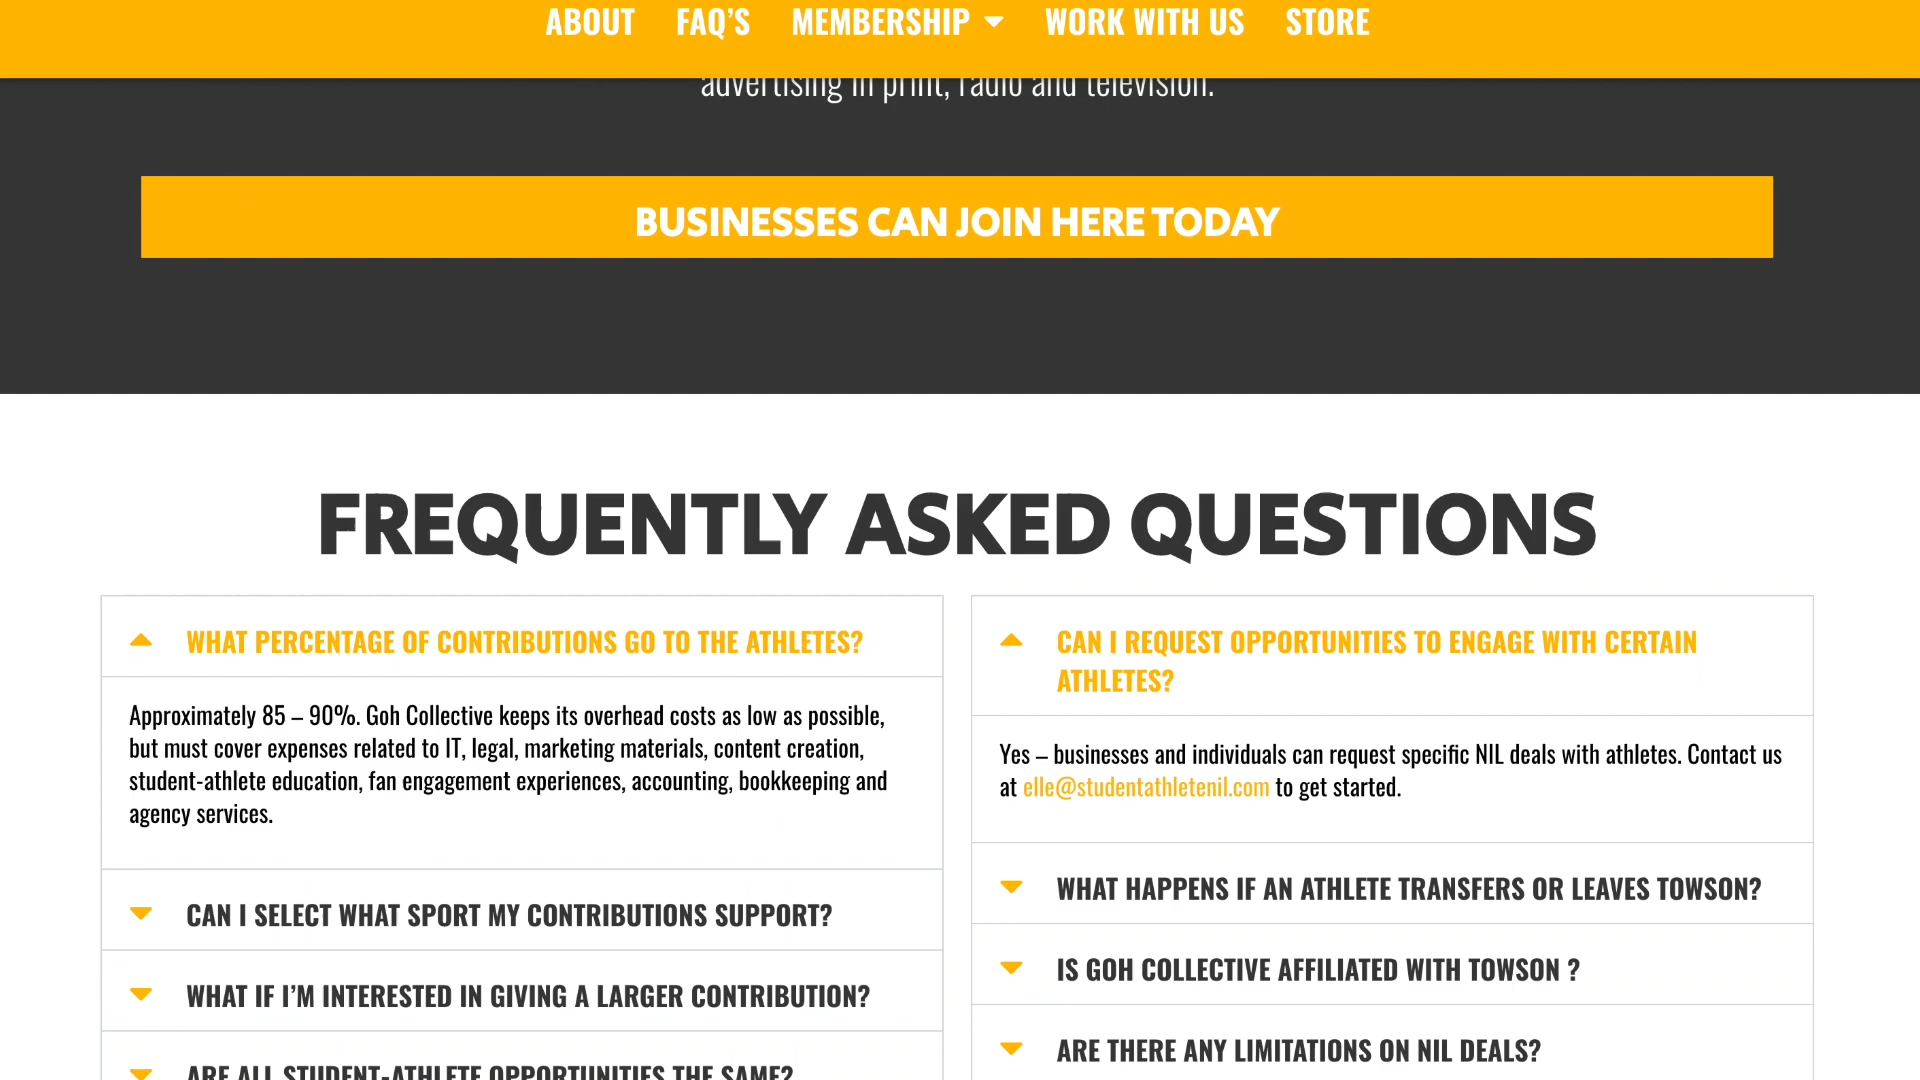 ABOUT FAQ'S MEMBERSHIP WORK WITH US STORE
advertising in print, radio and television.
BUSINESSES CAN JOIN HERE TODAY
FREQUENTLY ASKED QUESTIONS
WHAT PERCENTAGE OF CONTRIBUTIONS GO TO THE ATHLETES?
Approximately 85 – 90%. Goh Collective keeps its overhead costs as low as possible,
but must cover expenses related to IT, legal, marketing materials, content creation,
student-athlete education, fan engagement experiences, accounting, bookkeeping and
agency services.
CAN I SELECT WHAT SPORT MY CONTRIBUTIONS SUPPORT?
WHAT IF I'M INTERESTED IN GIVING A LARGER CONTRIBUTION?
ARE ALL STUDENT-ATHLETE OPPORTUNITIES THE SAME?
CAN I REQUEST OPPORTUNITIES TO ENGAGE WITH CERTAIN
ATHLETES?
Yes – businesses and individuals can request specific NIL deals with athletes. Contact us
at elle@studentathletenil.com to get started.
WHAT HAPPENS IF AN ATHLETE TRANSFERS OR LEAVES TOWSON?
IS GOH COLLECTIVE AFFILIATED WITH TOWSON ?
ARE THERE ANY LIMITATIONS ON NIL DEALS?